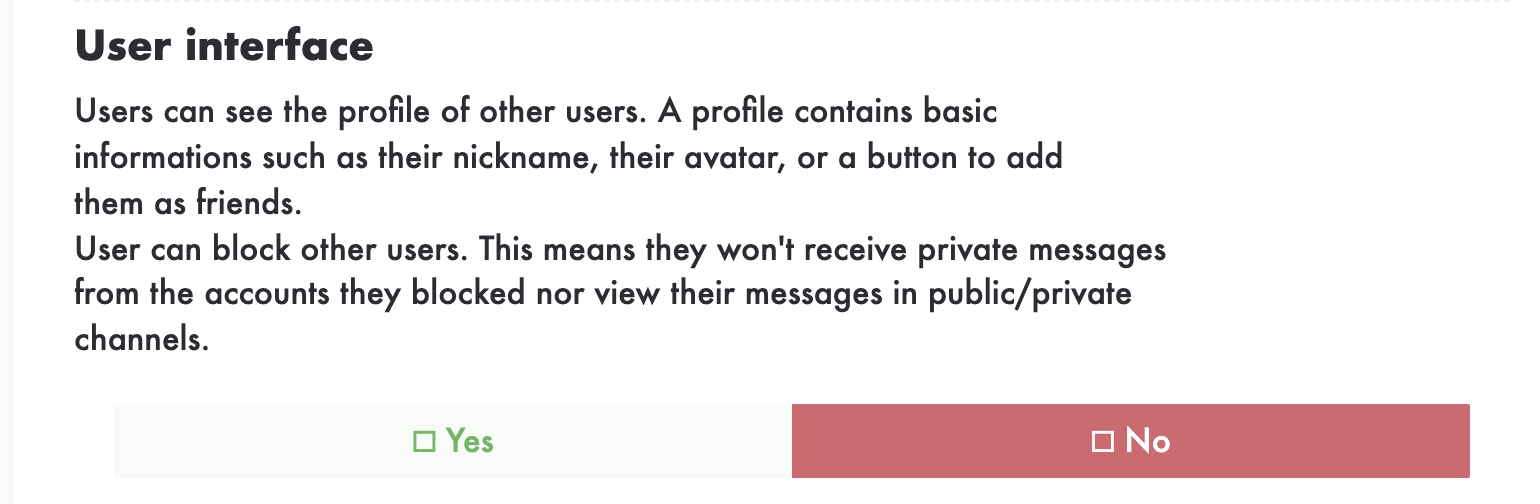 User interface
Users can see the profile of other users. A profile contains basic
informations such as their nickname, their avatar, or a button to add
them as friends.
User can block other users. This means they won't receive private messages
from the accounts they blocked nor view their messages in public/private
channels.
Yes
No